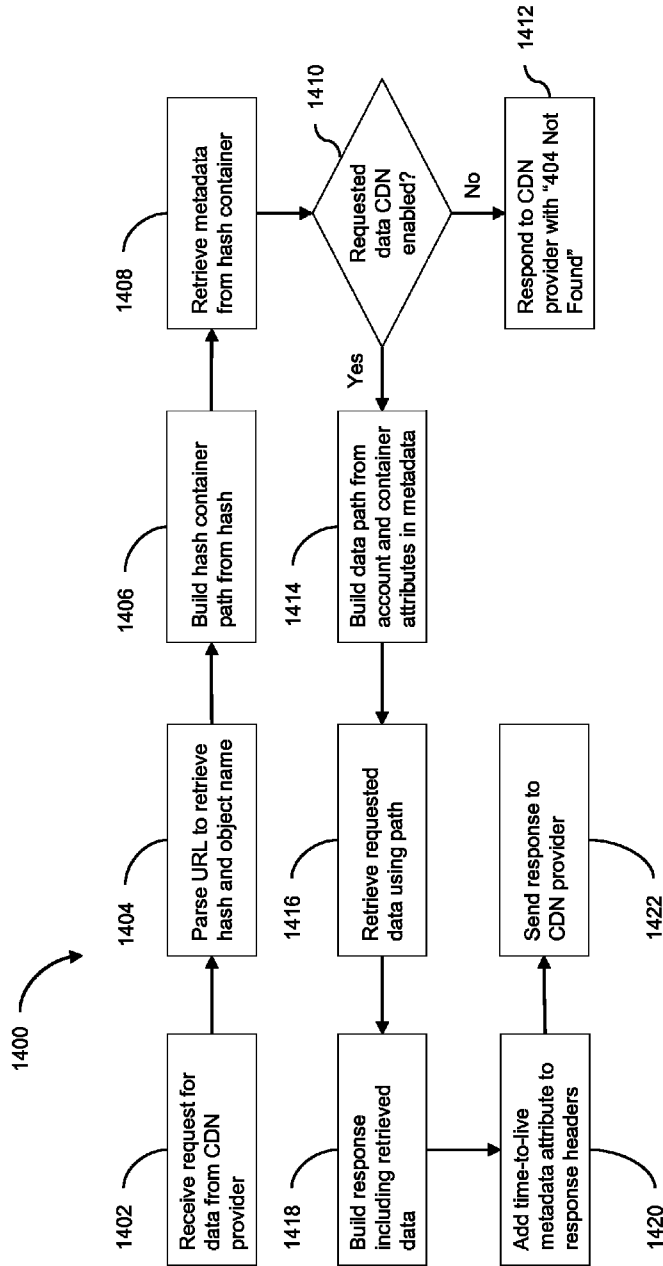 1400
1402
Receive request for
data from CDN
provider
1404
Parse URL to retrieve
hash and object name
1406
Build hash container
path from hash
1408
Retrieve metadata
from hash container
1410
Requested
data CDN
enabled?
No
1412
Respond to CDN
provider with “404 Not
Found”
Yes
1414
Build data path from
account and container
attributes in metadata
1416
Retrieve requested
data using path
1418
Build response
including retrieved
data
1420
Add time-to-live
metadata attribute to
response headers
1422
Send response to
CDN provider